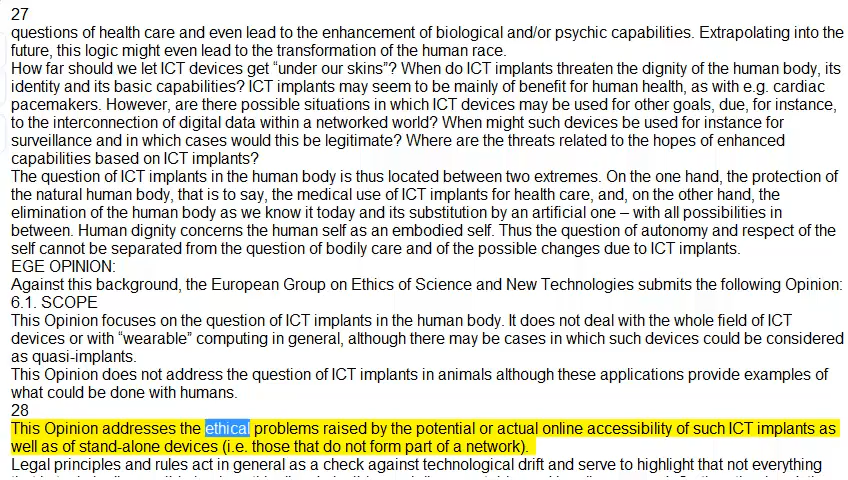 27
questions of health care and even lead to the enhancement of biological and/or psychic capabilities. Extrapolating into the
future, this logic might even lead to the transformation of the human race.
How far should we let ICT devices get “under our skins”? When do ICT implants threaten the dignity of the human body, its
identity and its basic capabilities? ICT implants may seem to be mainly of benefit for human health, as with e.g. cardiac
pacemakers. However, are there possible situations in which ICT devices may be used for other goals, due, for instance,
to the interconnection of digital data within a networked world? When might such devices be used for instance for
surveillance and in which cases would this be legitimate? Where are the threats related to the hopes of enhanced
capabilities based on ICT implants?
The question of ICT implants in the human body is thus located between two extremes. On the one hand, the protection of
the natural human body, that is to say, the medical use of ICT implants for health care, and, on the other hand, the
elimination of the human body as we know it today and its substitution by an artificial one – with all possibilities in
between. Human dignity concerns the human self as an embodied self. Thus the question of autonomy and respect of the
self cannot be separated from the question of bodily care and of the possible changes due to ICT implants.
EGE OPINION:
Against this background, the European Group on Ethics of Science and New Technologies submits the following Opinion:
6.1. SCOPE
This Opinion focuses on the question of ICT implants in the human body. It does not deal with the whole field of ICT
devices or with “wearable” computing in general, although there may be cases in which such devices could be considered
as quasi-implants.
This Opinion does not address the question of ICT implants in animals although these applications provide examples of
what could be done with humans.
28
This Opinion addresses the ethical problems raised by the potential or actual online accessibility of such ICT implants as
well as of stand-alone devices (i.e. those that do not form part of a network).
Legal principles and rules act in general as a check against technological drift and serve to highlight that not everything